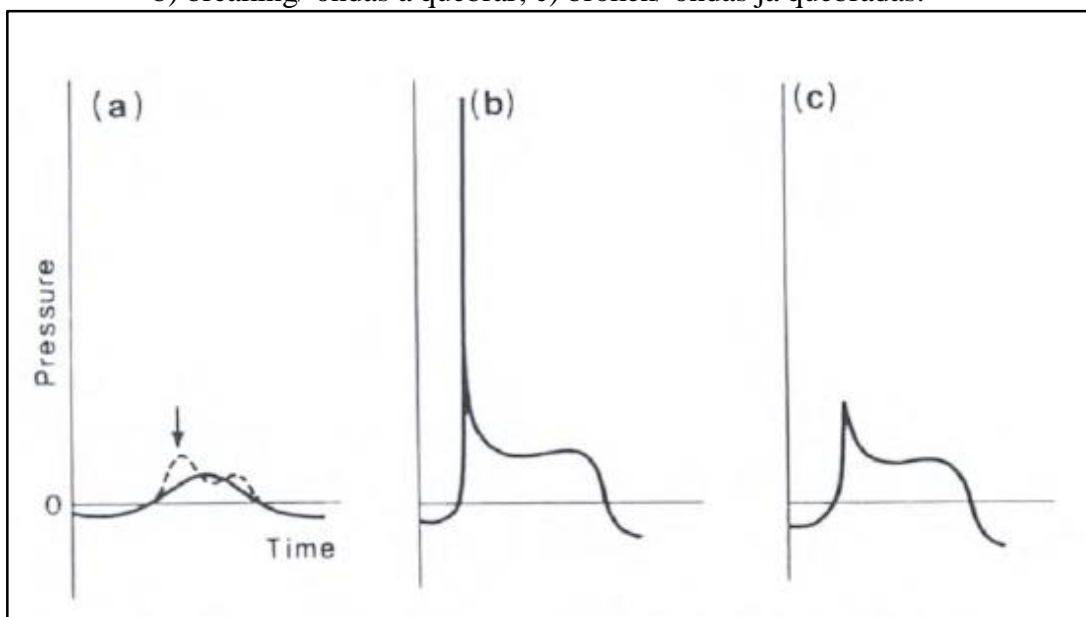 b) breaking/ ondas a quebrar; c) broken/ ondas já quebradas.
(a)
(b)
(c)
Pressure
0
Time